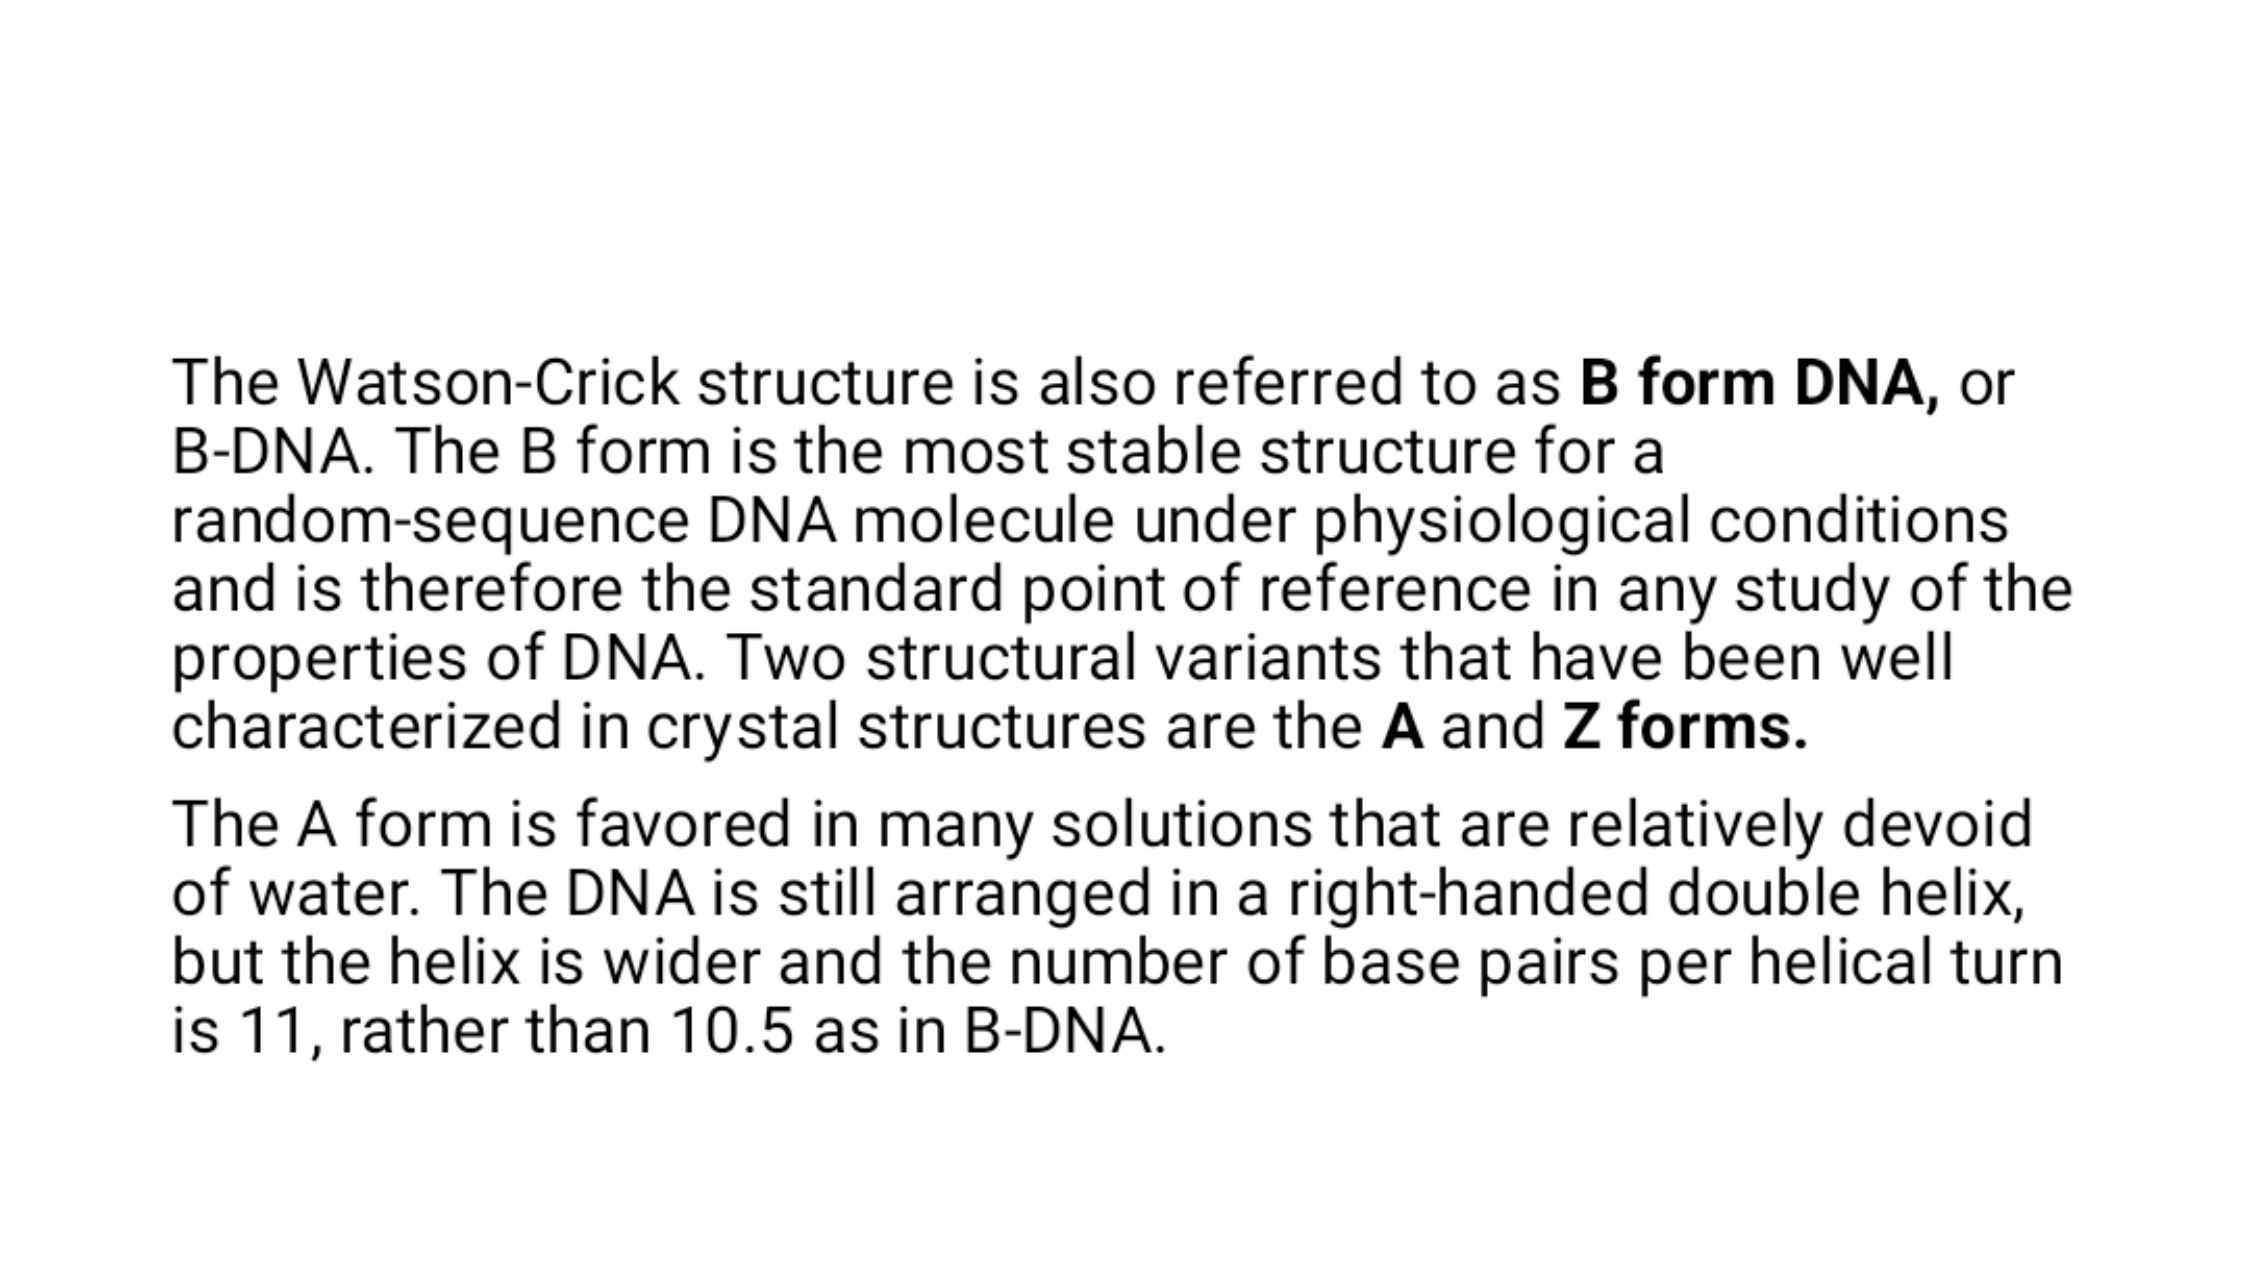 The Watson-Crick structure is also referred to as B form DNA, or
B-DNA. The B form is the most stable structure for a
random-sequence DNA molecule under physiological conditions
and is therefore the standard point of reference in any study of the
properties of DNA. Two structural variants that have been well
characterized in crystal structures are the A and Z forms.
The A form is favored in many solutions that are relatively devoid
of water. The DNA is still arranged in a right-handed double helix,
but the helix is wider and the number of base pairs per helical turn
is 11, rather than 10.5 as in B-DNA.